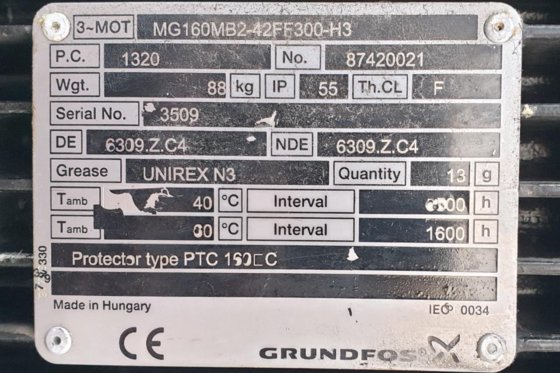 3~MOT MG160MB2-42FF300-H3
P.C. 1320 No. 87420021
Wgt. 88 kg IP 55 Th.CL F
Serial No. 3509
DE 6309.Z.C4 NDE 6309.Z.C4
Grease UNIREX N3 Quantity 13 g
Tamb 40 °C Interval h
Tamb °C Interval 1600 h
Protector type PTC C
Made in Hungary
CE GRUNDFOS